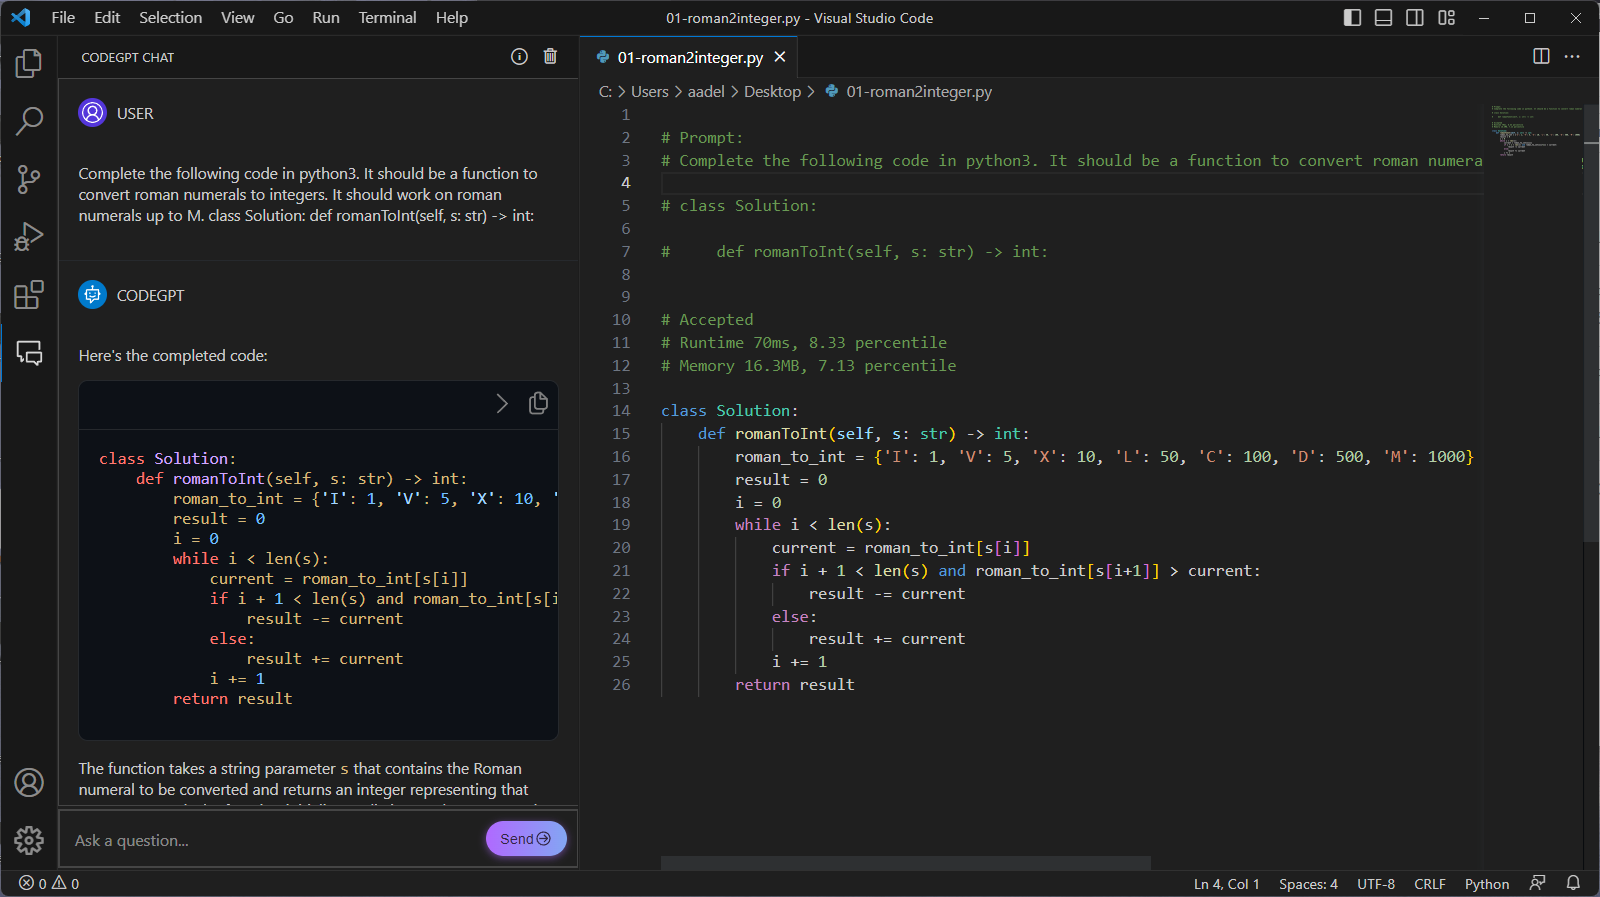 File Edit Selection View Go Run Terminal Help
01-roman2integer.py - Visual Studio Code
CODEGPT CHAT
USER
Complete the following code in python3. It should be a function to
convert roman numerals to integers. It should work on roman
numerals up to M. class Solution: def romanToInt(self, s: str) -> int:
CODEGPT
Here's the completed code:
class Solution:
    def romanToInt(self, s: str) -> int:
        roman_to_int = {'I': 1, 'V': 5, 'X': 10, '
        result = 0
        i = 0
        while i < len(s):
            current = roman_to_int[s[i]]
            if i + 1 < len(s) and roman_to_int[s[i
                result -= current
            else:
                result += current
            i += 1
        return result
The function takes a string parameter s that contains the Roman
numeral to be converted and returns an integer representing that
Ask a question...
Send
01-roman2integer.py
C: > Users > aadel > Desktop > 01-roman2integer.py
1
2 # Prompt:
3 # Complete the following code in python3. It should be a function to convert roman numera
4
5 # class Solution:
6
7 #     def romanToInt(self, s: str) -> int:
8
9
10 # Accepted
11 # Runtime 70ms, 8.33 percentile
12 # Memory 16.3MB, 7.13 percentile
13
14 class Solution:
15     def romanToInt(self, s: str) -> int:
16         roman_to_int = {'I': 1, 'V': 5, 'X': 10, 'L': 50, 'C': 100, 'D': 500, 'M': 1000}
17         result = 0
18         i = 0
19         while i < len(s):
20             current = roman_to_int[s[i]]
21             if i + 1 < len(s) and roman_to_int[s[i+1]] > current:
22                 result -= current
23             else:
24                 result += current
25             i += 1
26         return result
0 0
Ln 4, Col 1 Spaces: 4 UTF-8 CRLF Python